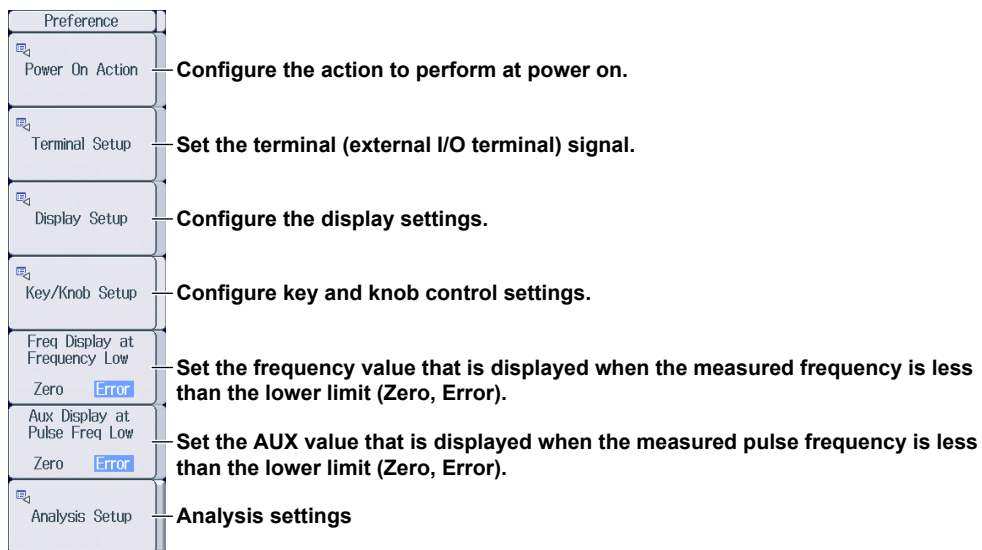 Preference
Power On Action
Configure the action to perform at power on.
Terminal Setup
Set the terminal (external I/O terminal) signal.
Display Setup
Configure the display settings.
Key/Knob Setup
Configure key and knob control settings.
Freq Display at
Frequency Low
Zero Error
Set the frequency value that is displayed when the measured frequency is less
than the lower limit (Zero, Error).
Aux Display at
Pulse Freq Low
Zero Error
Set the AUX value that is displayed when the measured pulse frequency is less
than the lower limit (Zero, Error).
Analysis Setup
Analysis settings